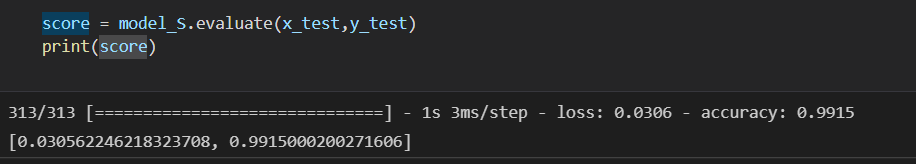 score = model_S.evaluate(x_test,y_test)
print(score)
313/313 [==============================] - 1s 3ms/step - loss: 0.0306 - accuracy: 0.9915
[0.030562246218323708, 0.9915000200271606]